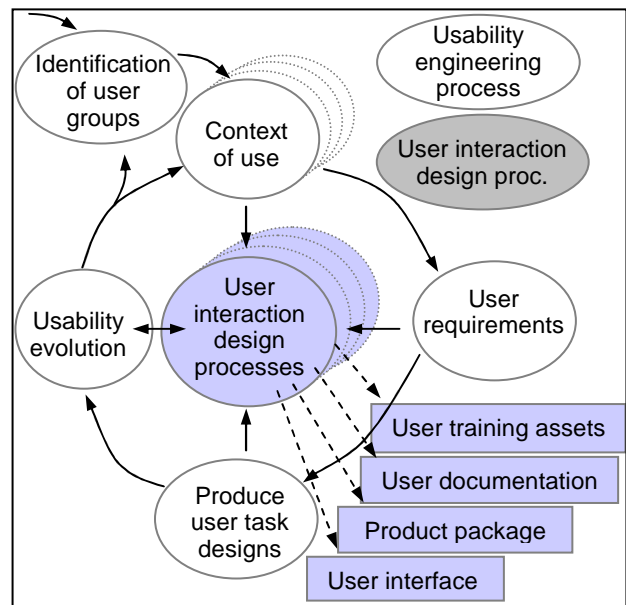 Identification
of user
groups
Usability
engineering
process
Context
of use
User interaction
design proc.
User
interaction
design
processes
Usability
evolution
User
requirements
User training assets
User documentation
Produce
user task
designs
Product package
User interface